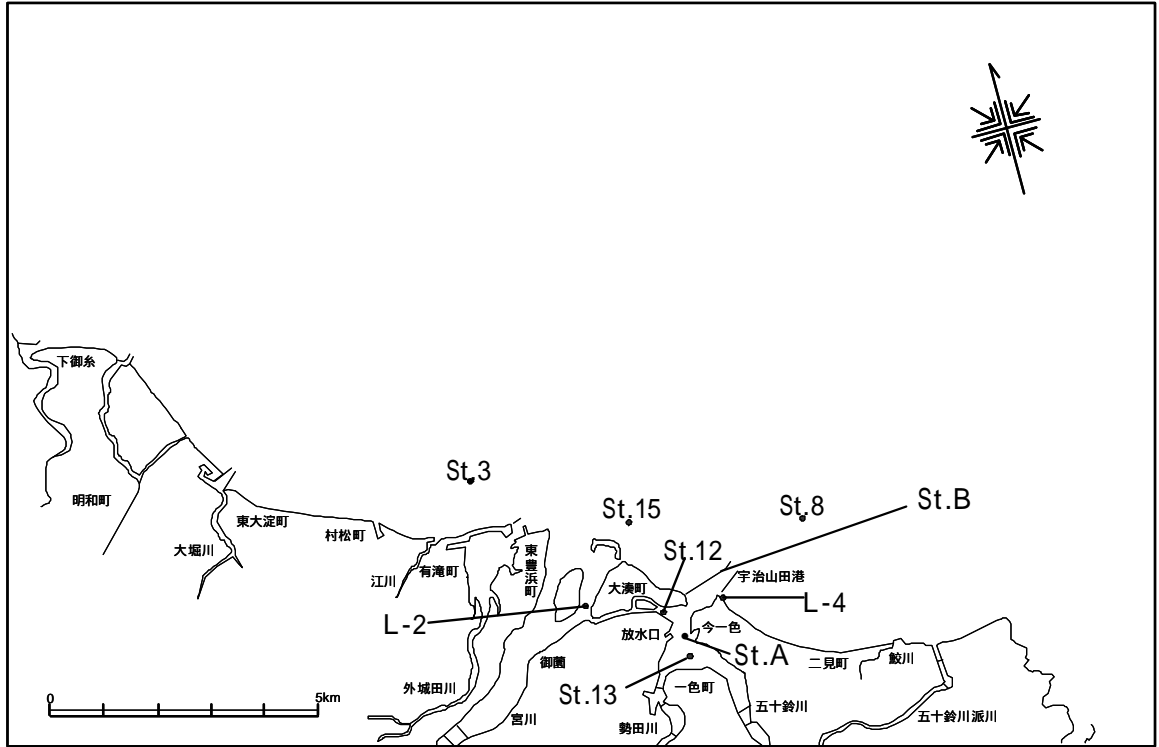 下御糸
明和町
大堀川
東大淀町
村松町
江川
有滝町
東豊浜町
St.3
St.15
St.8
St.B
St.12
大湊町
宇治山田港
L-2
L-4
放水口
今一色
St.A
二見町
鮫川
御薗
St.13
一色町
外城田川
宮川
勢田川
五十鈴川
五十鈴川派川
0
5km